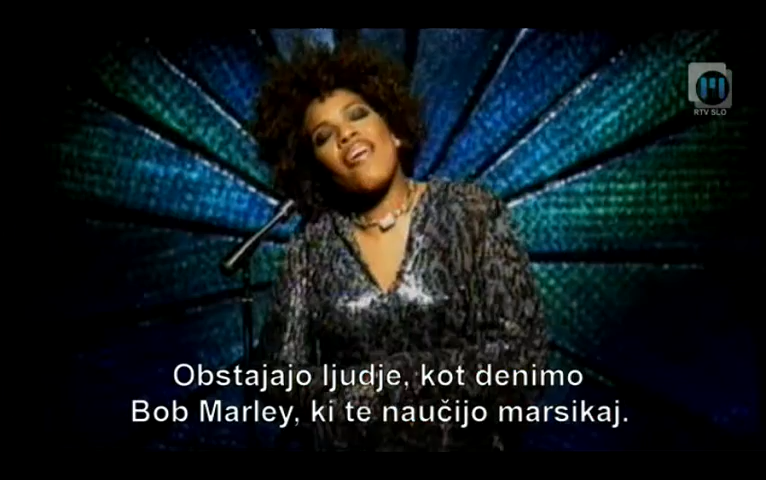 RTV SLO
Obstajajo ljudje, kot denimo
Bob Marley, ki te naučijo marsikaj.